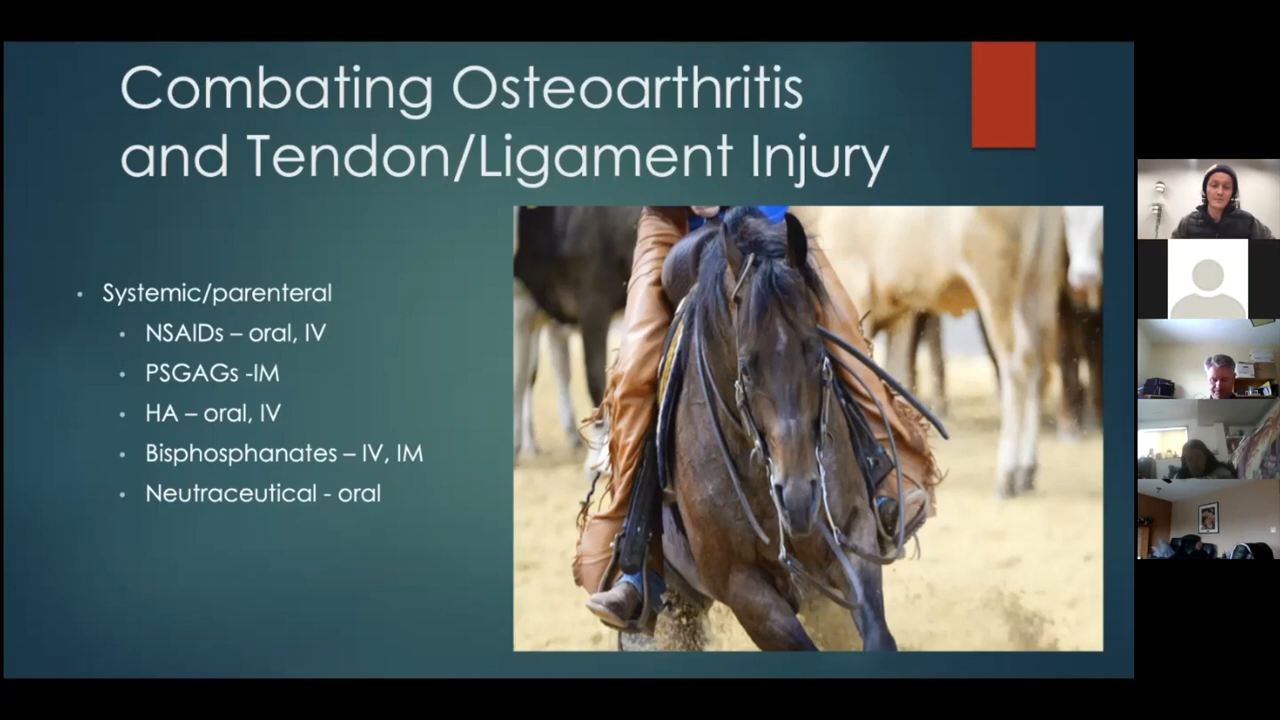 Combating Osteoarthritis
and Tendon/Ligament Injury
• Systemic/parenteral
• NSAIDs – oral, IV
• PSGAGs -IM
• HA – oral, IV
• Bisphosphanates – IV, IM
• Neutraceutical - oral